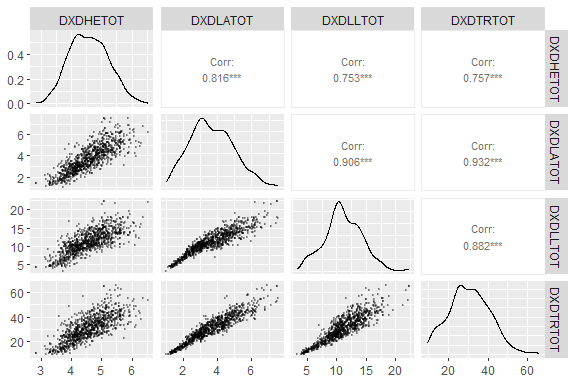 DXDHETOT DXDLATOT DXDLLTOT DXDTRTOT
0.4
0.2
0.0
Corr:
0.816***
Corr:
0.753***
Corr:
0.757***
DXDHETOT
6
4
2
Corr:
0.906***
Corr:
0.932***
DXDLATOT
20
15
10
5
Corr:
0.882***
DXDLLTOT
60
40
20
DXDTRTOT
3 4 5 6 2 4 6 5 10 15 20 20 40 60